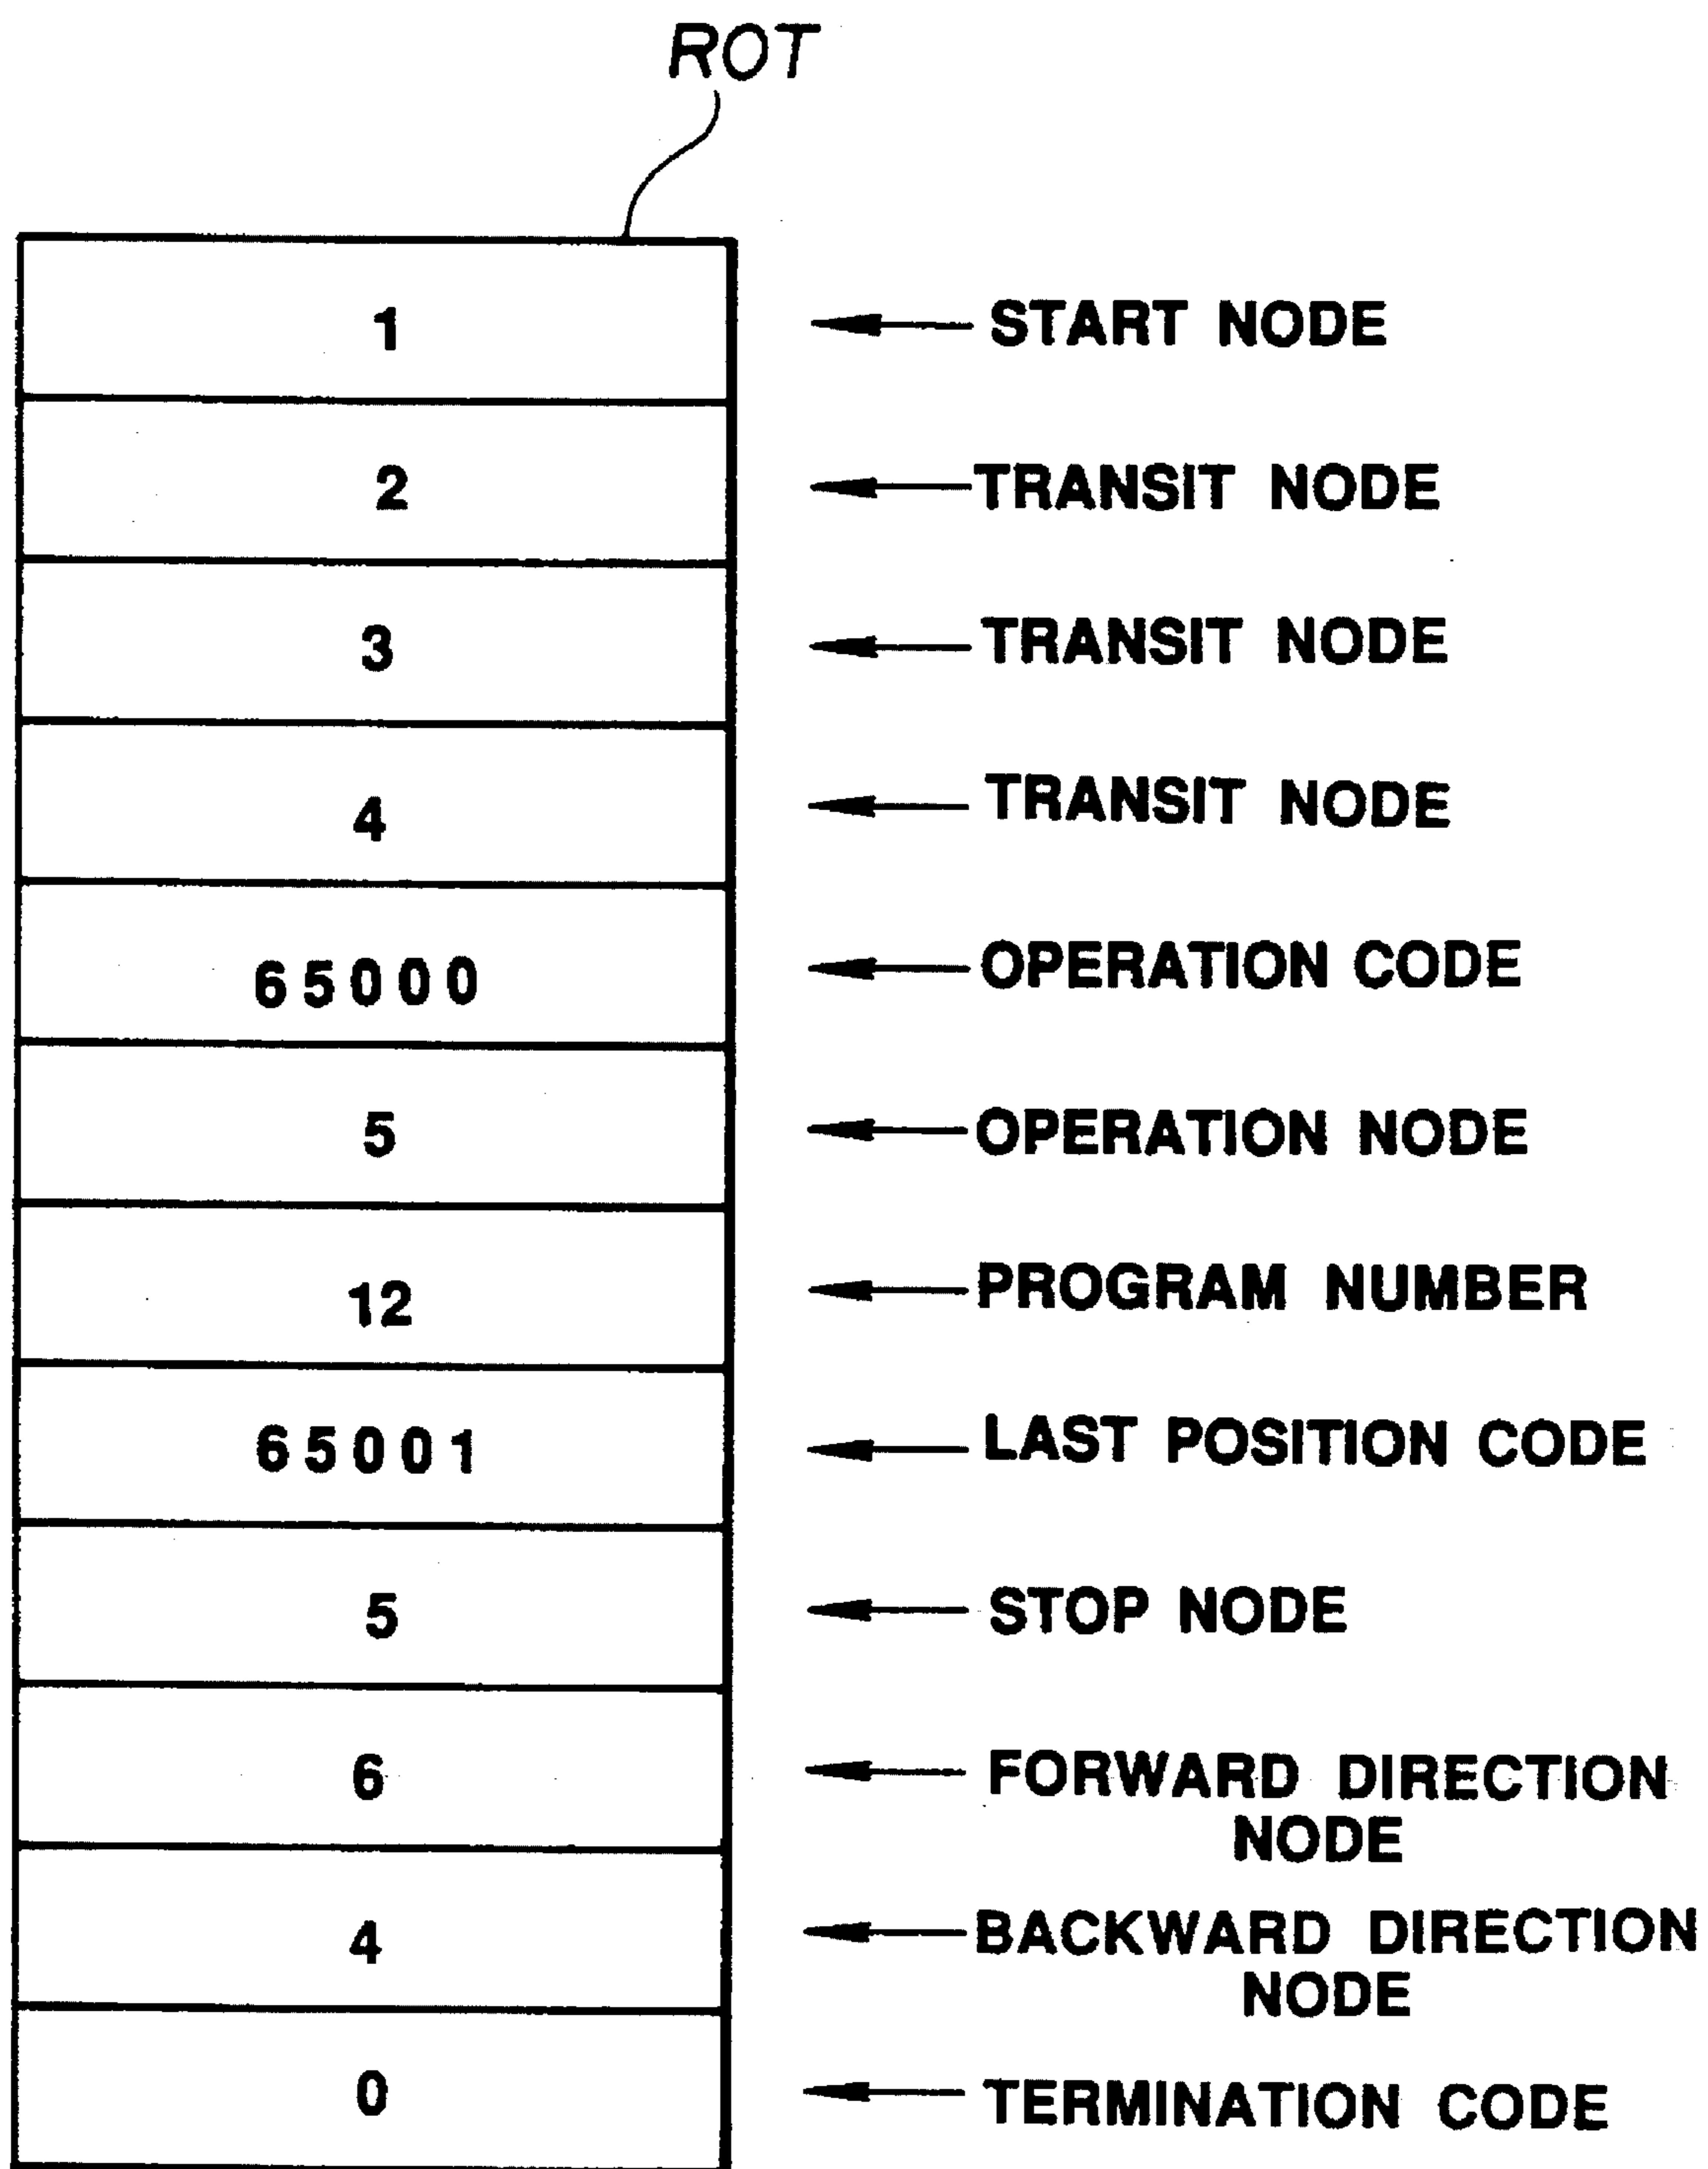 ROT
1 START NODE
2 TRANSIT NODE
3 TRANSIT NODE
4 TRANSIT NODE
65000 OPERATION CODE
5 OPERATION NODE
12 PROGRAM NUMBER
65001 LAST POSITION CODE
5 STOP NODE
6 FORWARD DIRECTION
NODE
4 BACKWARD DIRECTION
NODE
0 TERMINATION CODE